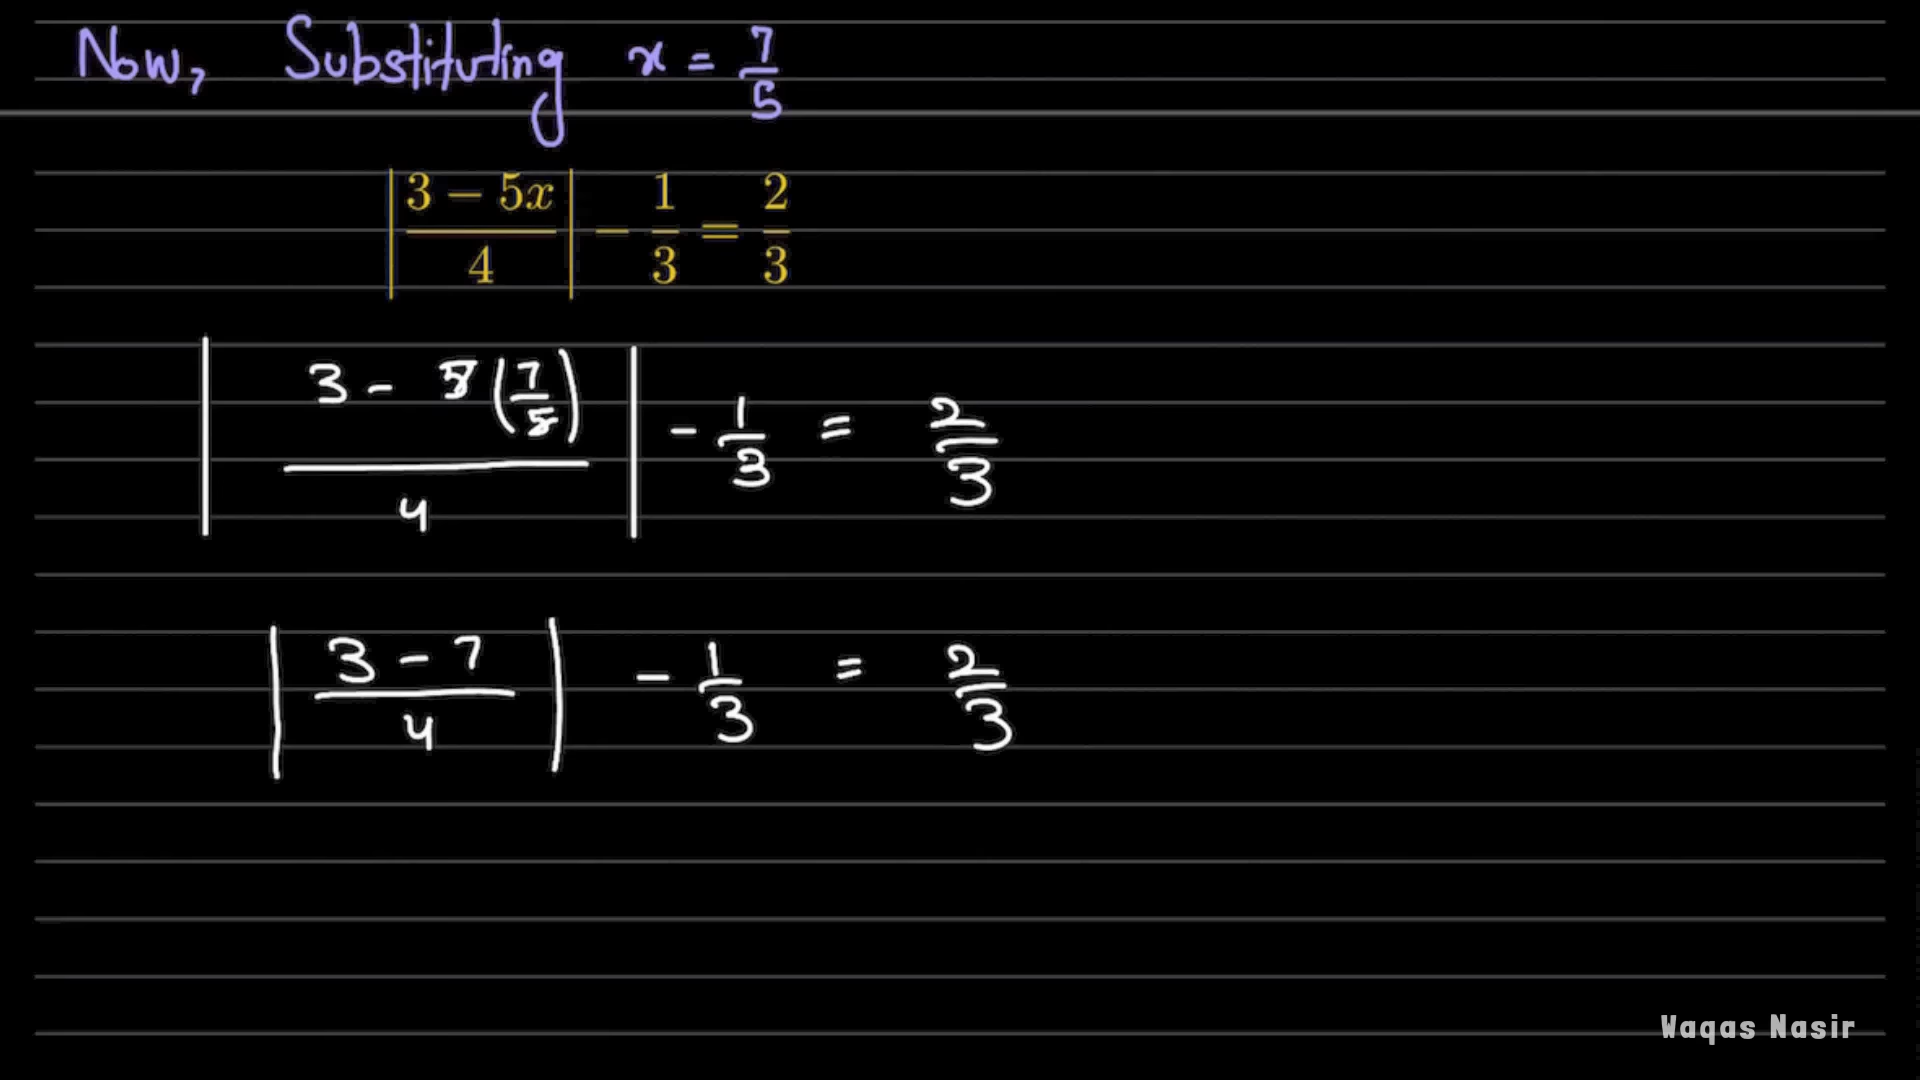 Now, Substituting x = 7/5
|(3 − 5x)/4| − 1/3 = 2/3
|(3 − 5(7/5))/4| − 1/3 = 2/3
|(3 − 7)/4| − 1/3 = 2/3
Waqas Nasir